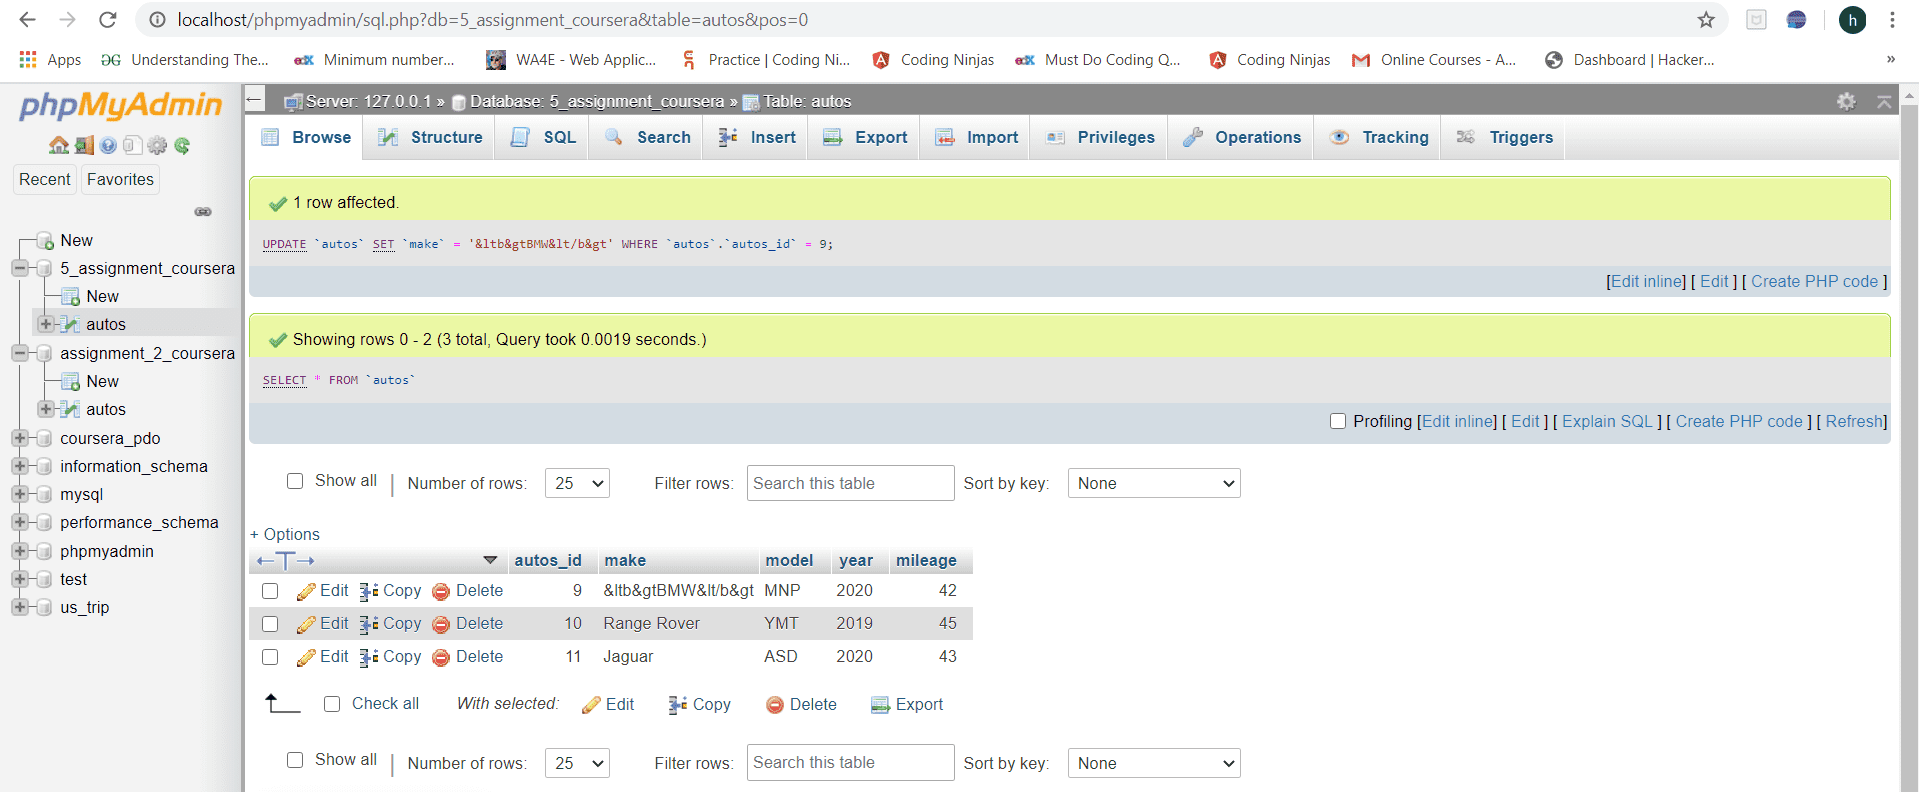 localhost/phpmyadmin/sql.php?db=5_assignment_coursera&table=autos&pos=0
h
Apps Understanding The... Minimum number... WA4E - Web Applic... Practice | Coding Ni... Coding Ninjas Must Do Coding Q... Coding Ninjas Online Courses - A... Dashboard | Hacker... »
phpMyAdmin
Recent Favorites
New
5_assignment_coursera
New
autos
assignment_2_coursera
New
autos
coursera_pdo
information_schema
mysql
performance_schema
phpmyadmin
test
us_trip
Server: 127.0.0.1 » Database: 5_assignment_coursera » Table: autos
Browse Structure SQL Search Insert Export Import Privileges Operations Tracking Triggers
1 row affected.
UPDATE `autos` SET `make` = '&ltb&gtBMW&lt/b&gt' WHERE `autos`.`autos_id` = 9;
[Edit inline] [ Edit ] [ Create PHP code ]
Showing rows 0 - 2 (3 total, Query took 0.0019 seconds.)
SELECT * FROM `autos`
Profiling [Edit inline] [ Edit ] [ Explain SQL ] [ Create PHP code ] [ Refresh]
Show all | Number of rows: 25 Filter rows: Search this table Sort by key: None
+ Options
←T→ autos_id make model year mileage
Edit Copy Delete 9 &ltb&gtBMW&lt/b&gt MNP 2020 42
Edit Copy Delete 10 Range Rover YMT 2019 45
Edit Copy Delete 11 Jaguar ASD 2020 43
Check all With selected: Edit Copy Delete Export
Show all | Number of rows: 25 Filter rows: Search this table Sort by key: None